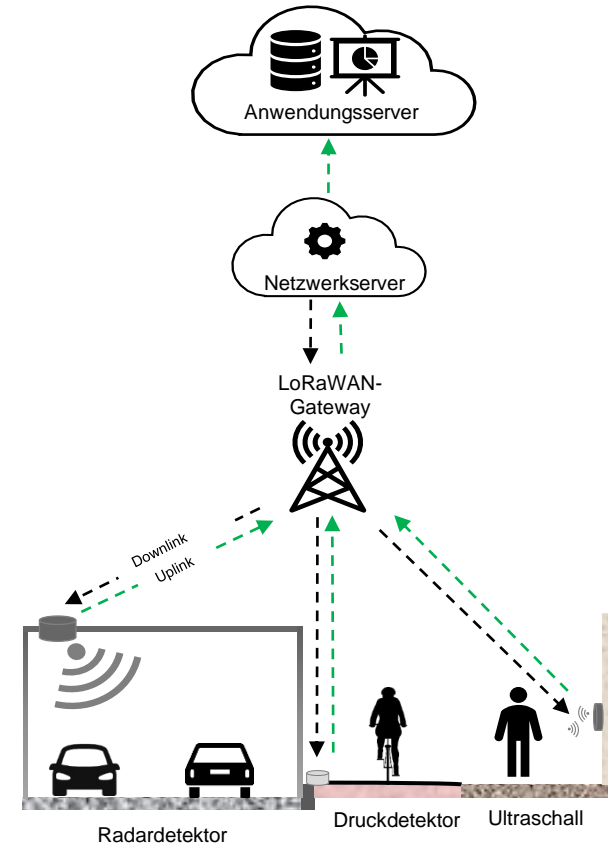 Anwendungsserver
Netzwerkserver
LoRaWAN-
Gateway
Downlink
Uplink
Radardetektor
Druckdetektor
Ultraschall